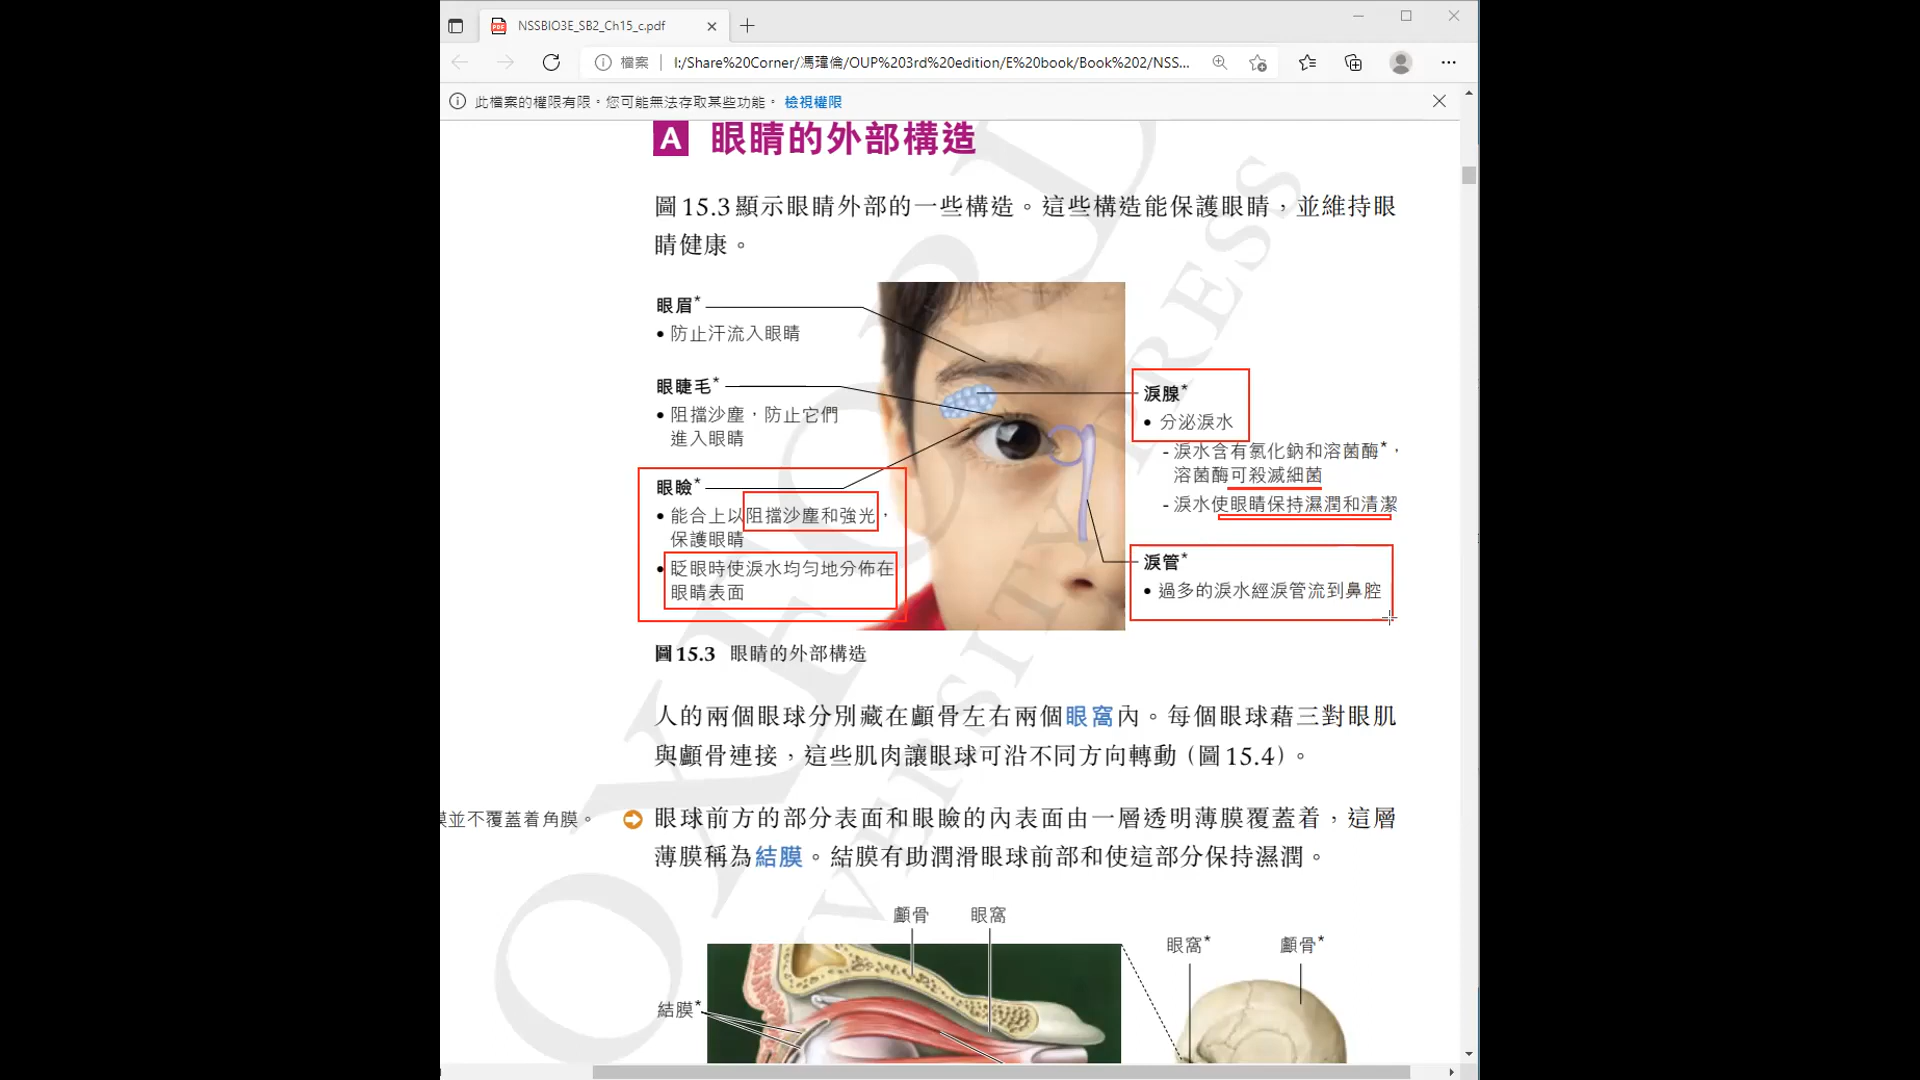 NSSBIO3E_SB2_Ch15_c.pdf
檔案 I:/Share%20Corner/馮瑋倫/OUP%203rd%20edition/E%20book/Book%202/NSS...
此檔案的權限有限。您可能無法存取某些功能。 檢視權限
A 眼睛的外部構造
圖 15.3 顯示眼睛外部的一些構造。這些構造能保護眼睛，並維持眼
睛健康。
眼眉*
• 防止汗流入眼睛
眼睫毛*
• 阻擋沙塵，防止它們
進入眼睛
眼瞼*
• 能合上以阻擋沙塵和強光，
保護眼睛
• 眨眼時使淚水均勻地分佈在
眼睛表面
淚腺*
• 分泌淚水
- 淚水含有氯化鈉和溶菌酶*，
溶菌酶可殺滅細菌
- 淚水使眼睛保持濕潤和清潔
淚管*
• 過多的淚水經淚管流到鼻腔
圖 15.3 眼睛的外部構造
人的兩個眼球分別藏在顱骨左右兩個眼窩內。每個眼球藉三對眼肌
與顱骨連接，這些肌肉讓眼球可沿不同方向轉動 (圖 15.4)。
膜並不覆蓋着角膜。
眼球前方的部分表面和眼瞼的內表面由一層透明薄膜覆蓋着，這層
薄膜稱為結膜。結膜有助潤滑眼球前部和使這部分保持濕潤。
顱骨 眼窩
眼窩* 顱骨*
結膜*
OXFORD
UNIVERSITY PRESS